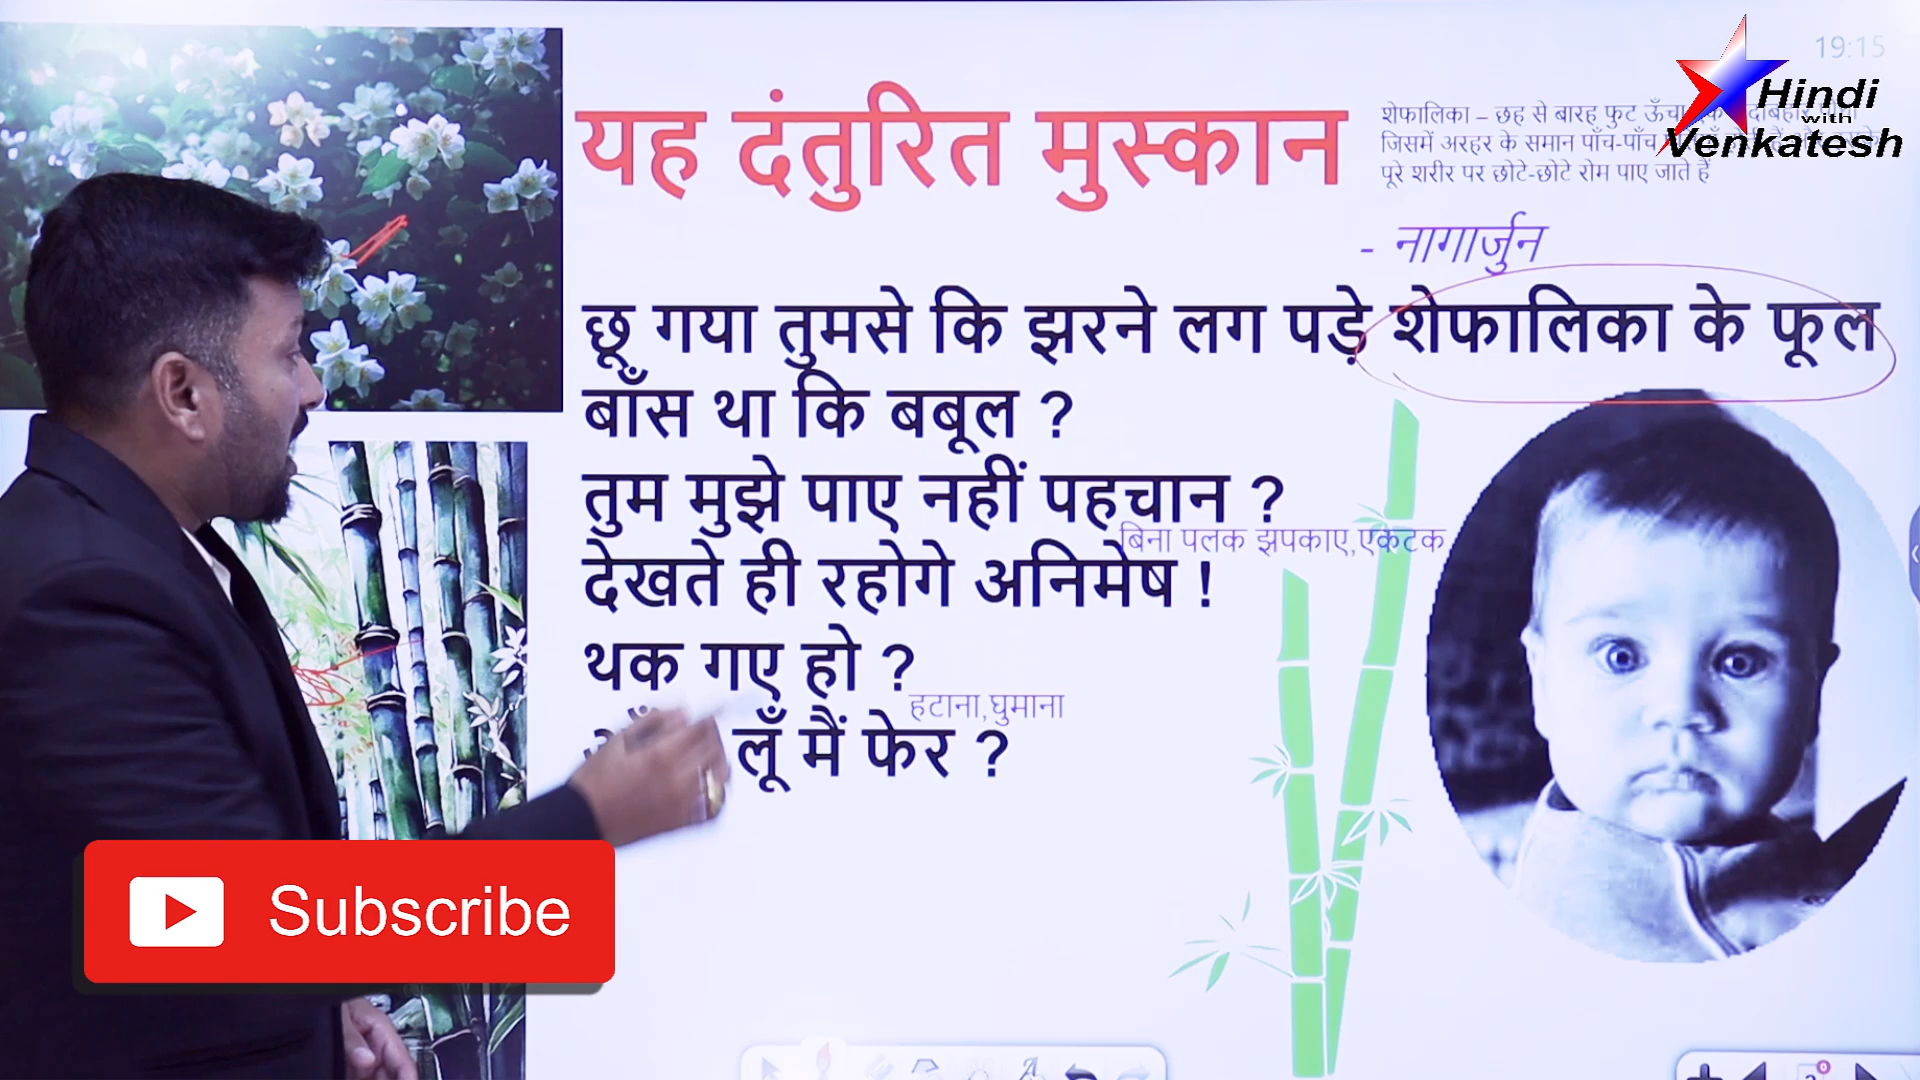 19:15
Hindi
with
Venkatesh
यह दंतुरित मुस्कान
शेफालिका – छह से बारह फुट ऊँचा
जिसमें अरहर के समान पाँच-पाँच
पूरे शरीर पर छोटे-छोटे रोम पाए जाते हैं
- नागार्जुन
छू गया तुमसे कि झरने लग पड़े शेफालिका के फूल
बाँस था कि बबूल ?
तुम मुझे पाए नहीं पहचान ?
बिना पलक झपकाए,एकटक
देखते ही रहोगे अनिमेष !
थक गए हो ?
हटाना,घुमाना
लूँ मैं फेर ?
Subscribe